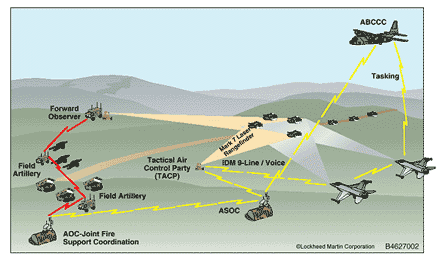 ABCCC
Tasking
Forward
Observer
Mark 7 Laser
Rangefinder
Field
Artillery
Tactical Air
Control Party
(TACP)
IDM 9-Line / Voice
Field Artillery
ASOC
AOC-Joint Fire
Support Coordination
©Lockheed Martin Corporation
B4627002